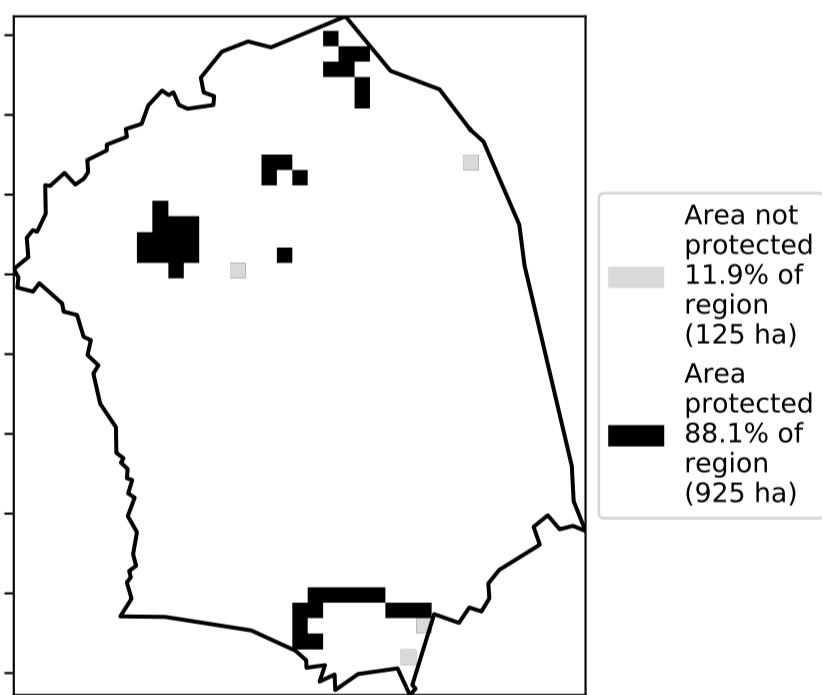 Area not
protected
11.9% of
region
(125 ha)
Area
protected
88.1% of
region
(925 ha)